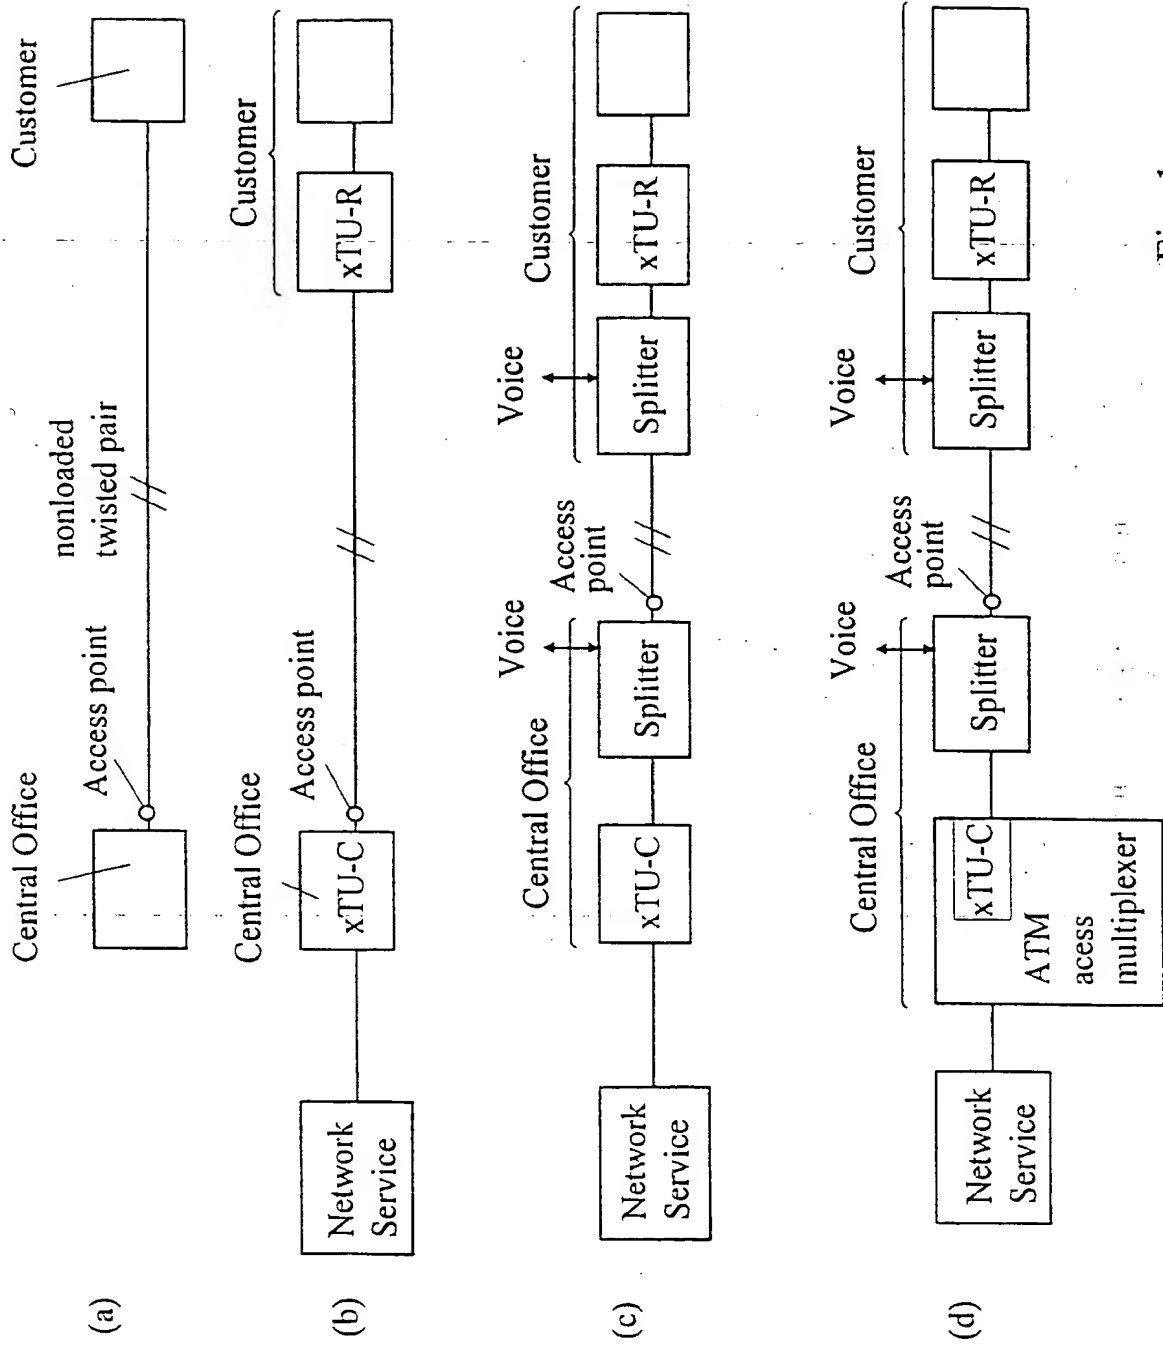 (a)
Central Office
Access point
nonloaded
twisted pair
Customer
(b)
Network
Service
Central Office
xTU-C
Access point
Customer
xTU-R
(c)
Network
Service
Central Office
xTU-C
Voice
Splitter
Access
point
Voice
Splitter
Customer
xTU-R
(d)
Network
Service
Central Office
xTU-C
ATM
acess
multiplexer
Voice
Splitter
Access
point
Voice
Splitter
Customer
xTU-R